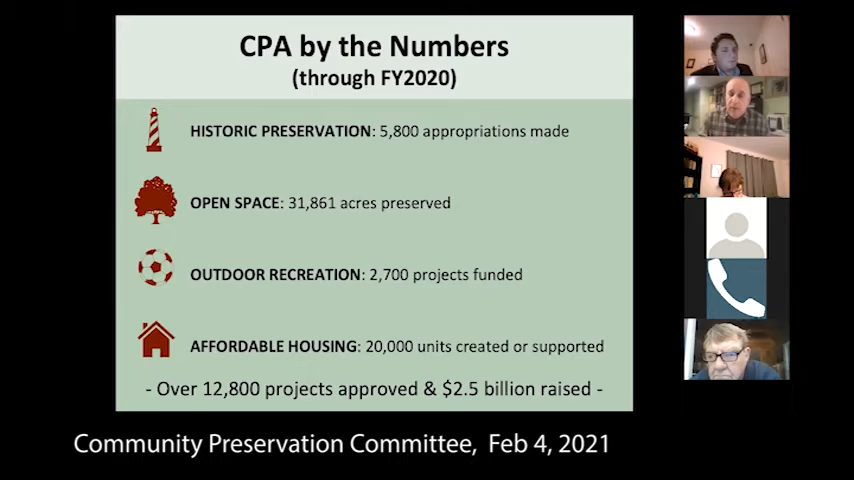 CPA by the Numbers
(through FY2020)
HISTORIC PRESERVATION: 5,800 appropriations made
OPEN SPACE: 31,861 acres preserved
OUTDOOR RECREATION: 2,700 projects funded
AFFORDABLE HOUSING: 20,000 units created or supported
- Over 12,800 projects approved & $2.5 billion raised -
Community Preservation Committee, Feb 4, 2021